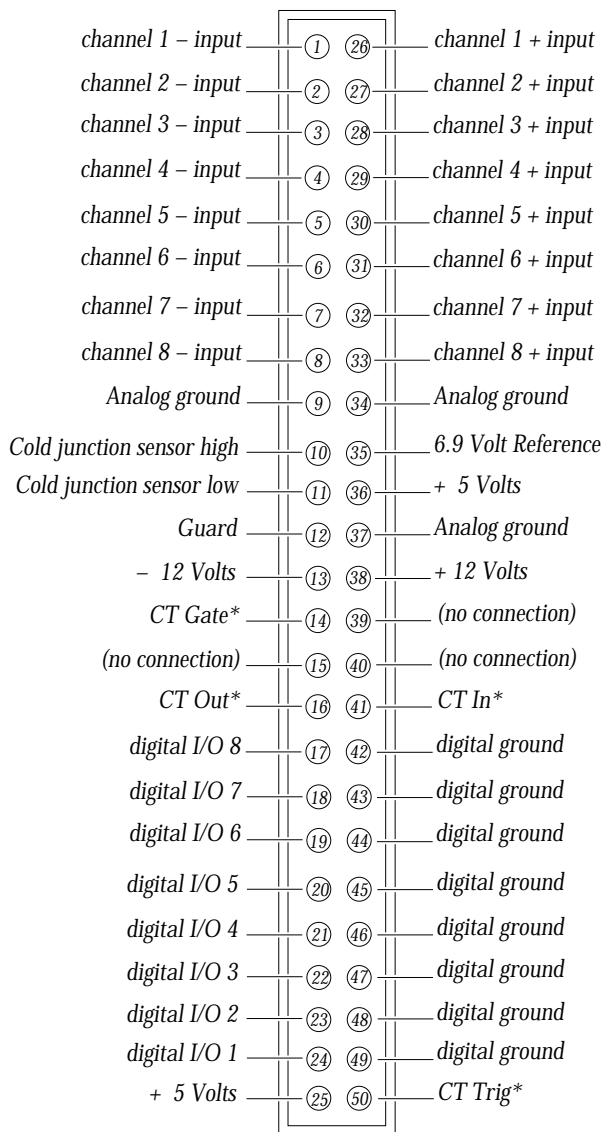 channel 1 – input 1 26 channel 1 + input
channel 2 – input 2 27 channel 2 + input
channel 3 – input 3 28 channel 3 + input
channel 4 – input 4 29 channel 4 + input
channel 5 – input 5 30 channel 5 + input
channel 6 – input 6 31 channel 6 + input
channel 7 – input 7 32 channel 7 + input
channel 8 – input 8 33 channel 8 + input
Analog ground 9 34 Analog ground
Cold junction sensor high 10 35 6.9 Volt Reference
Cold junction sensor low 11 36 + 5 Volts
Guard 12 37 Analog ground
– 12 Volts 13 38 + 12 Volts
CT Gate* 14 39 (no connection)
(no connection) 15 40 (no connection)
CT Out* 16 41 CT In*
digital I/O 8 17 42 digital ground
digital I/O 7 18 43 digital ground
digital I/O 6 19 44 digital ground
digital I/O 5 20 45 digital ground
digital I/O 4 21 46 digital ground
digital I/O 3 22 47 digital ground
digital I/O 2 23 48 digital ground
digital I/O 1 24 49 digital ground
+ 5 Volts 25 50 CT Trig*